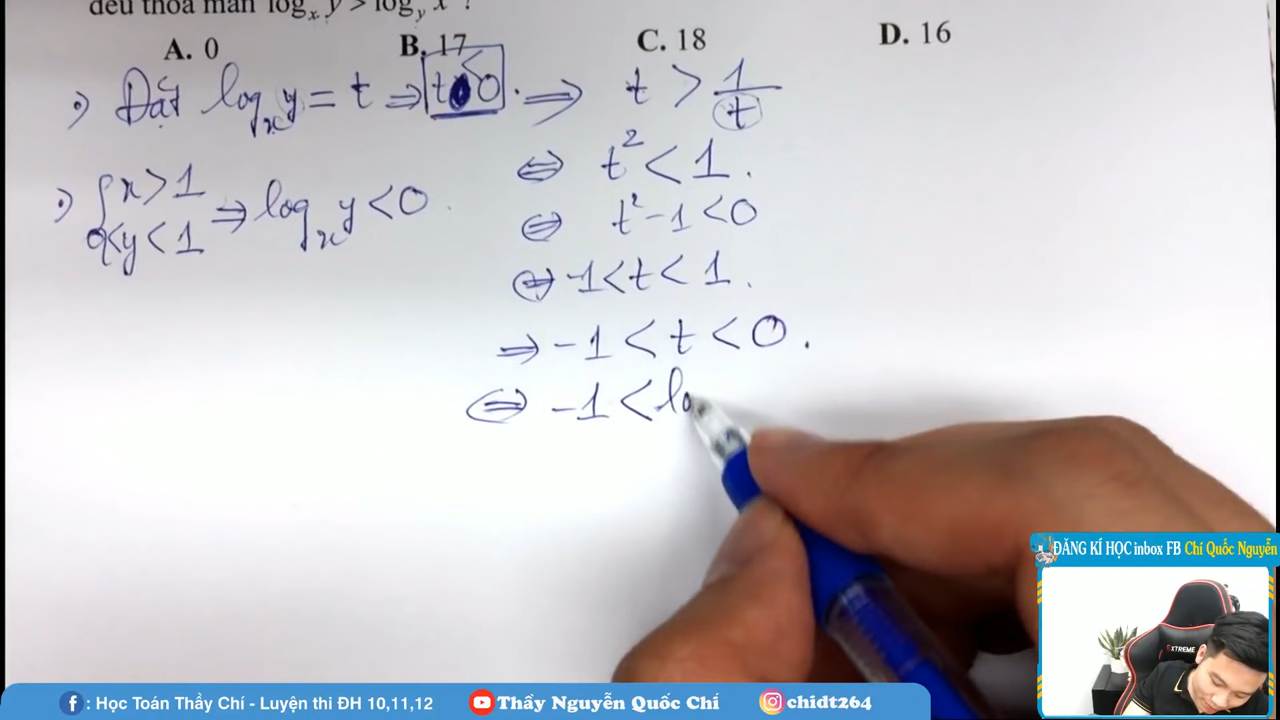 đều thỏa mãn log_x y > log_y x ?
A. 0 B. 17 C. 18 D. 16
•) Đặt log_x y = t ⇒ t < 0 . ⇒ t > 1/t
⇔ t² < 1.
•) { x > 1 0 < y < 1 ⇒ log_x y < 0 .
⇔ t² - 1 < 0
⇔ -1 < t < 1.
⇒ -1 < t < 0.
⇔ -1 < lo
ĐĂNG KÍ HỌC inbox FB Chí Quốc Nguyễn
EXTREME
: Học Toán Thầy Chí - Luyện thi ĐH 10,11,12 Thầy Nguyễn Quốc Chí chidt264